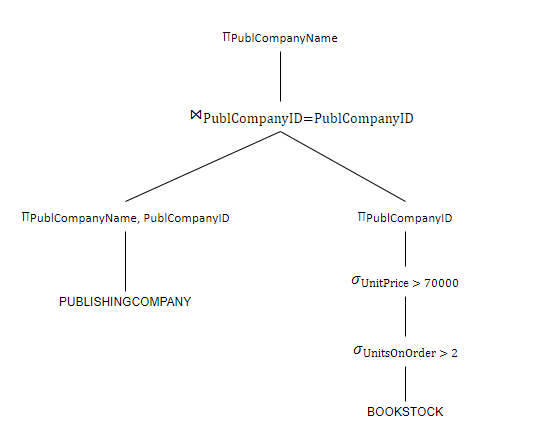 ΠPublCompanyName
⋈PublCompanyID=PublCompanyID
ΠPublCompanyName, PublCompanyID
ΠPublCompanyID
σUnitPrice > 70000
PUBLISHINGCOMPANY
σUnitsOnOrder > 2
BOOKSTOCK